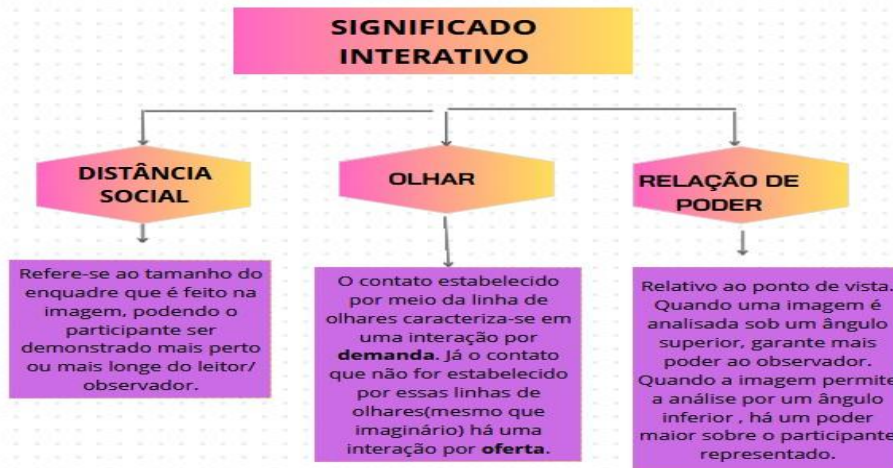 SIGNIFICADO
INTERATIVO
DISTÂNCIA
SOCIAL
Refere-se ao tamanho do
enquadre que é feito na
imagem, podendo o
participante ser
demonstrado mais perto
ou mais longe do leitor/
observador.
OLHAR
O contato estabelecido
por meio da linha de
olhares caracteriza-se em
uma interação por
demanda. Já o contato
que não for estabelecido
por essas linhas de
olhares(mesmo que
imaginário) há uma
interação por oferta.
RELAÇÃO DE
PODER
Relativo ao ponto de vista.
Quando uma imagem é
analisada sob um ângulo
superior, garante mais
poder ao observador.
Quando a imagem permite
a análise por um ângulo
inferior , há um poder
maior sobre o participante
representado.